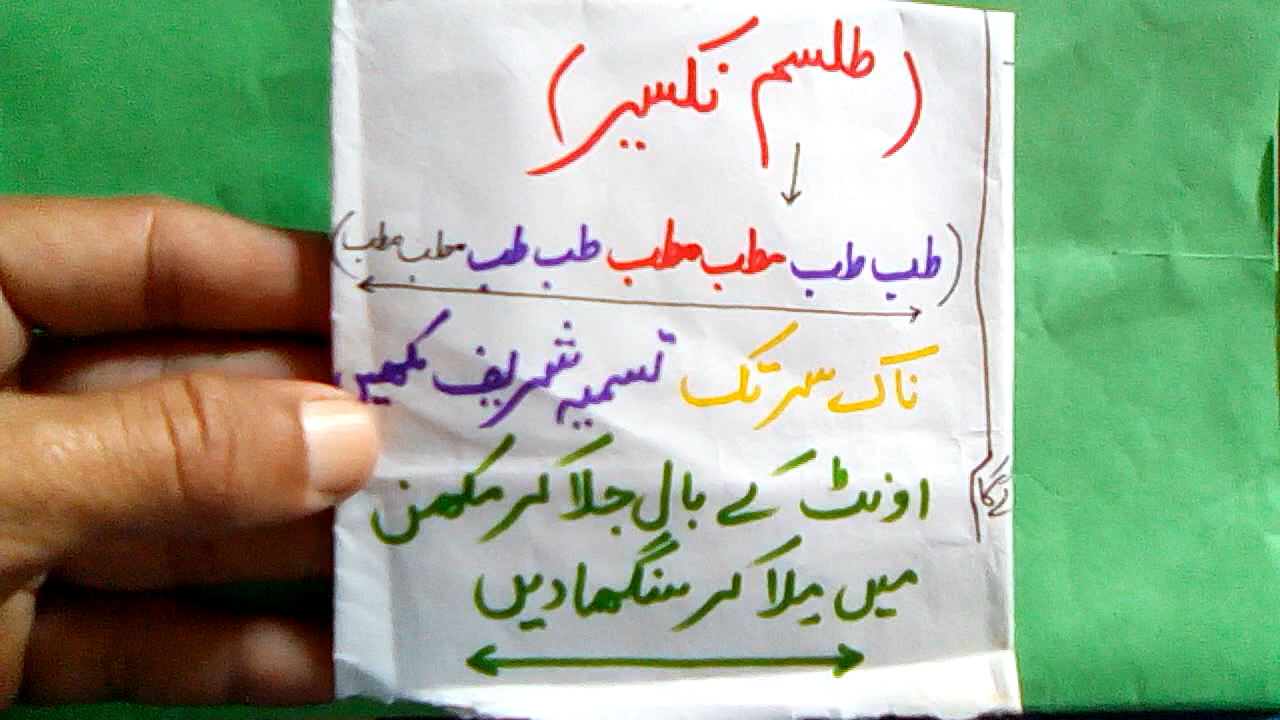 (طلسم نکسیر)
(طب طب مطب مطب طب طب مطب مطب)
ناک سر تک تسمیہ شریف لکھیں
اونٹ کے بال جلا کر مکھن
میں ملا کر سنگھا دیں